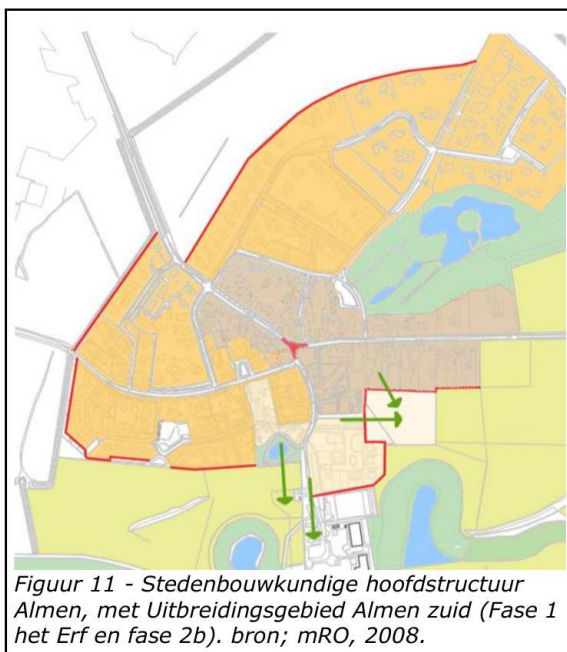 Figuur 11 - Stedenbouwkundige hoofdstructuur
Almen, met Uitbreidingsgebied Almen zuid (Fase 1
het Erf en fase 2b). bron; mRO, 2008.